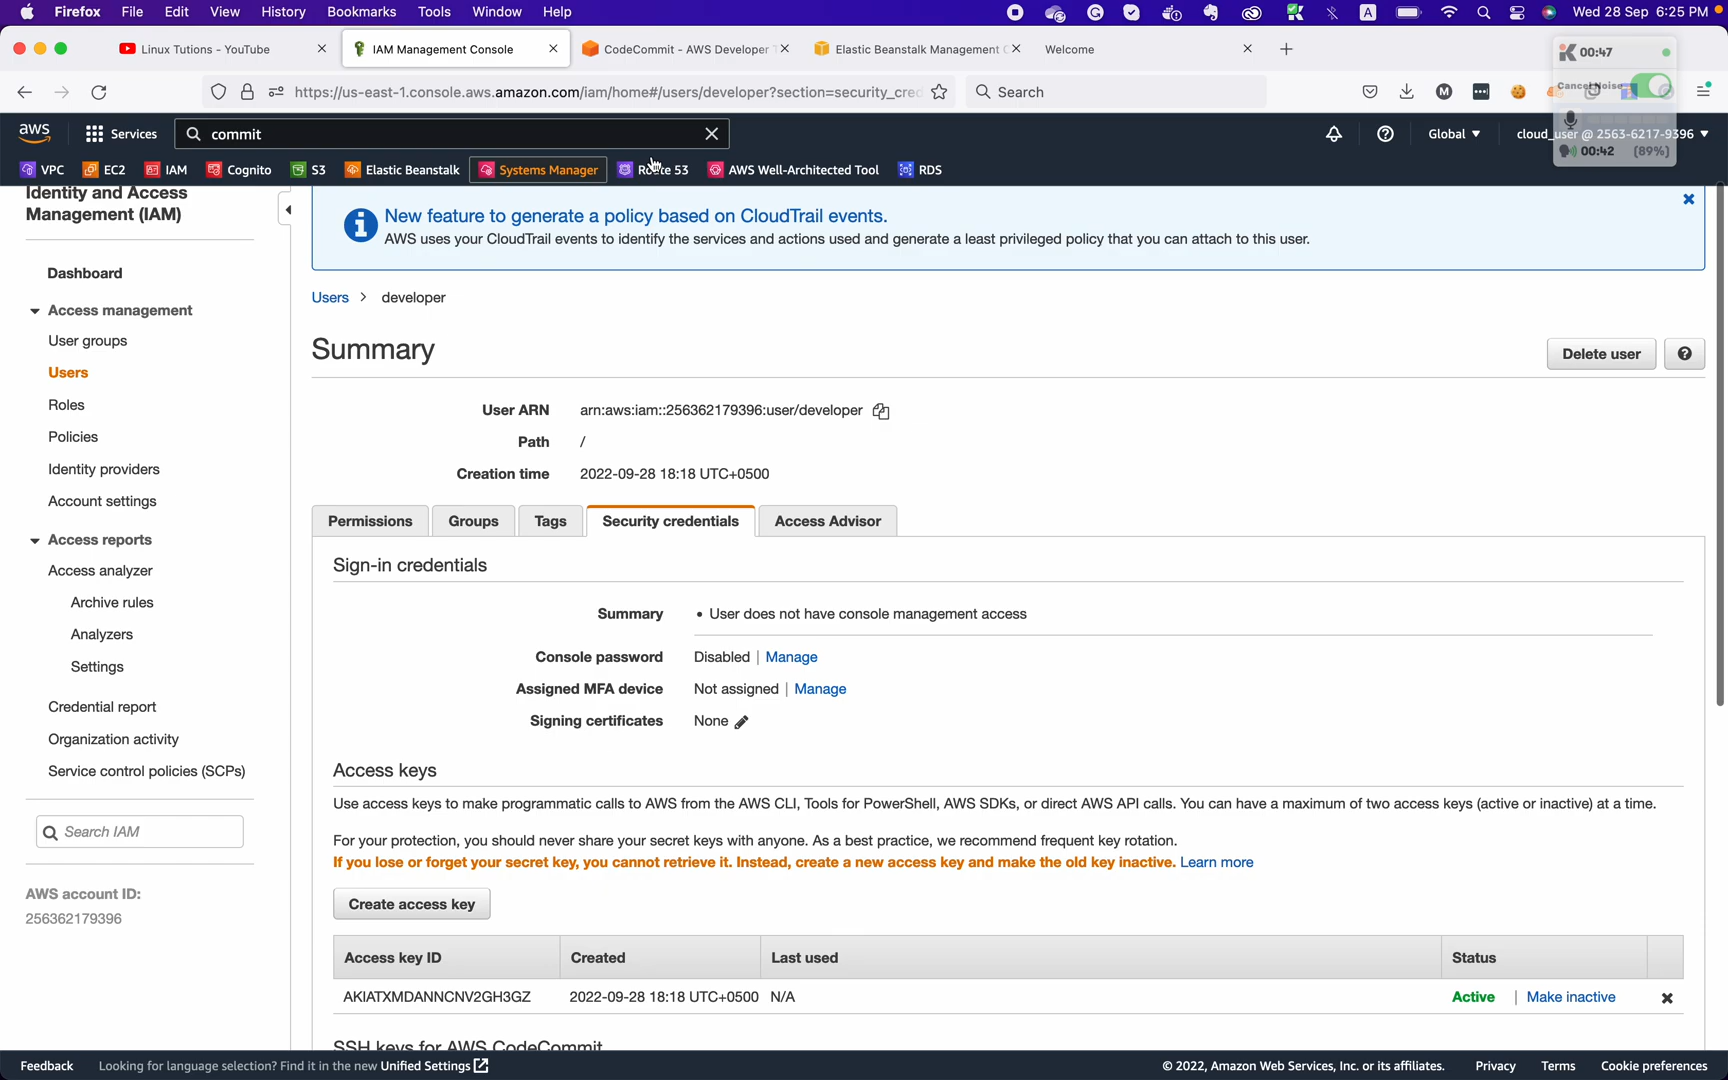 Firefox File Edit View History Bookmarks Tools Window Help A Wed 28 Sep 6:25 PM
Linux Tutions - YouTube IAM Management Console CodeCommit - AWS Developer Elastic Beanstalk Management Welcome
00:47
https://us-east-1.console.aws.amazon.com/iam/home#/users/developer?section=security_cred Search
Cancel Noise
aws Services commit Global cloud_user @ 2563-6217-9396
00:42 (89%)
VPC EC2 IAM Cognito S3 Elastic Beanstalk Systems Manager Route 53 AWS Well-Architected Tool RDS
Identity and Access
Management (IAM)
New feature to generate a policy based on CloudTrail events.
AWS uses your CloudTrail events to identify the services and actions used and generate a least privileged policy that you can attach to this user.
Dashboard
Access management
User groups
Users
Roles
Policies
Identity providers
Account settings
Access reports
Access analyzer
Archive rules
Analyzers
Settings
Credential report
Organization activity
Service control policies (SCPs)
Search IAM
AWS account ID:
256362179396
Users > developer
Summary
Delete user
User ARN arn:aws:iam::256362179396:user/developer
Path /
Creation time 2022-09-28 18:18 UTC+0500
Permissions Groups Tags Security credentials Access Advisor
Sign-in credentials
Summary • User does not have console management access
Console password Disabled | Manage
Assigned MFA device Not assigned | Manage
Signing certificates None
Access keys
Use access keys to make programmatic calls to AWS from the AWS CLI, Tools for PowerShell, AWS SDKs, or direct AWS API calls. You can have a maximum of two access keys (active or inactive) at a time.
For your protection, you should never share your secret keys with anyone. As a best practice, we recommend frequent key rotation.
If you lose or forget your secret key, you cannot retrieve it. Instead, create a new access key and make the old key inactive. Learn more
Create access key
Access key ID Created Last used Status
AKIATXMDANNCNV2GH3GZ 2022-09-28 18:18 UTC+0500 N/A Active | Make inactive
SSH keys for AWS CodeCommit
Feedback Looking for language selection? Find it in the new Unified Settings © 2022, Amazon Web Services, Inc. or its affiliates. Privacy Terms Cookie preferences